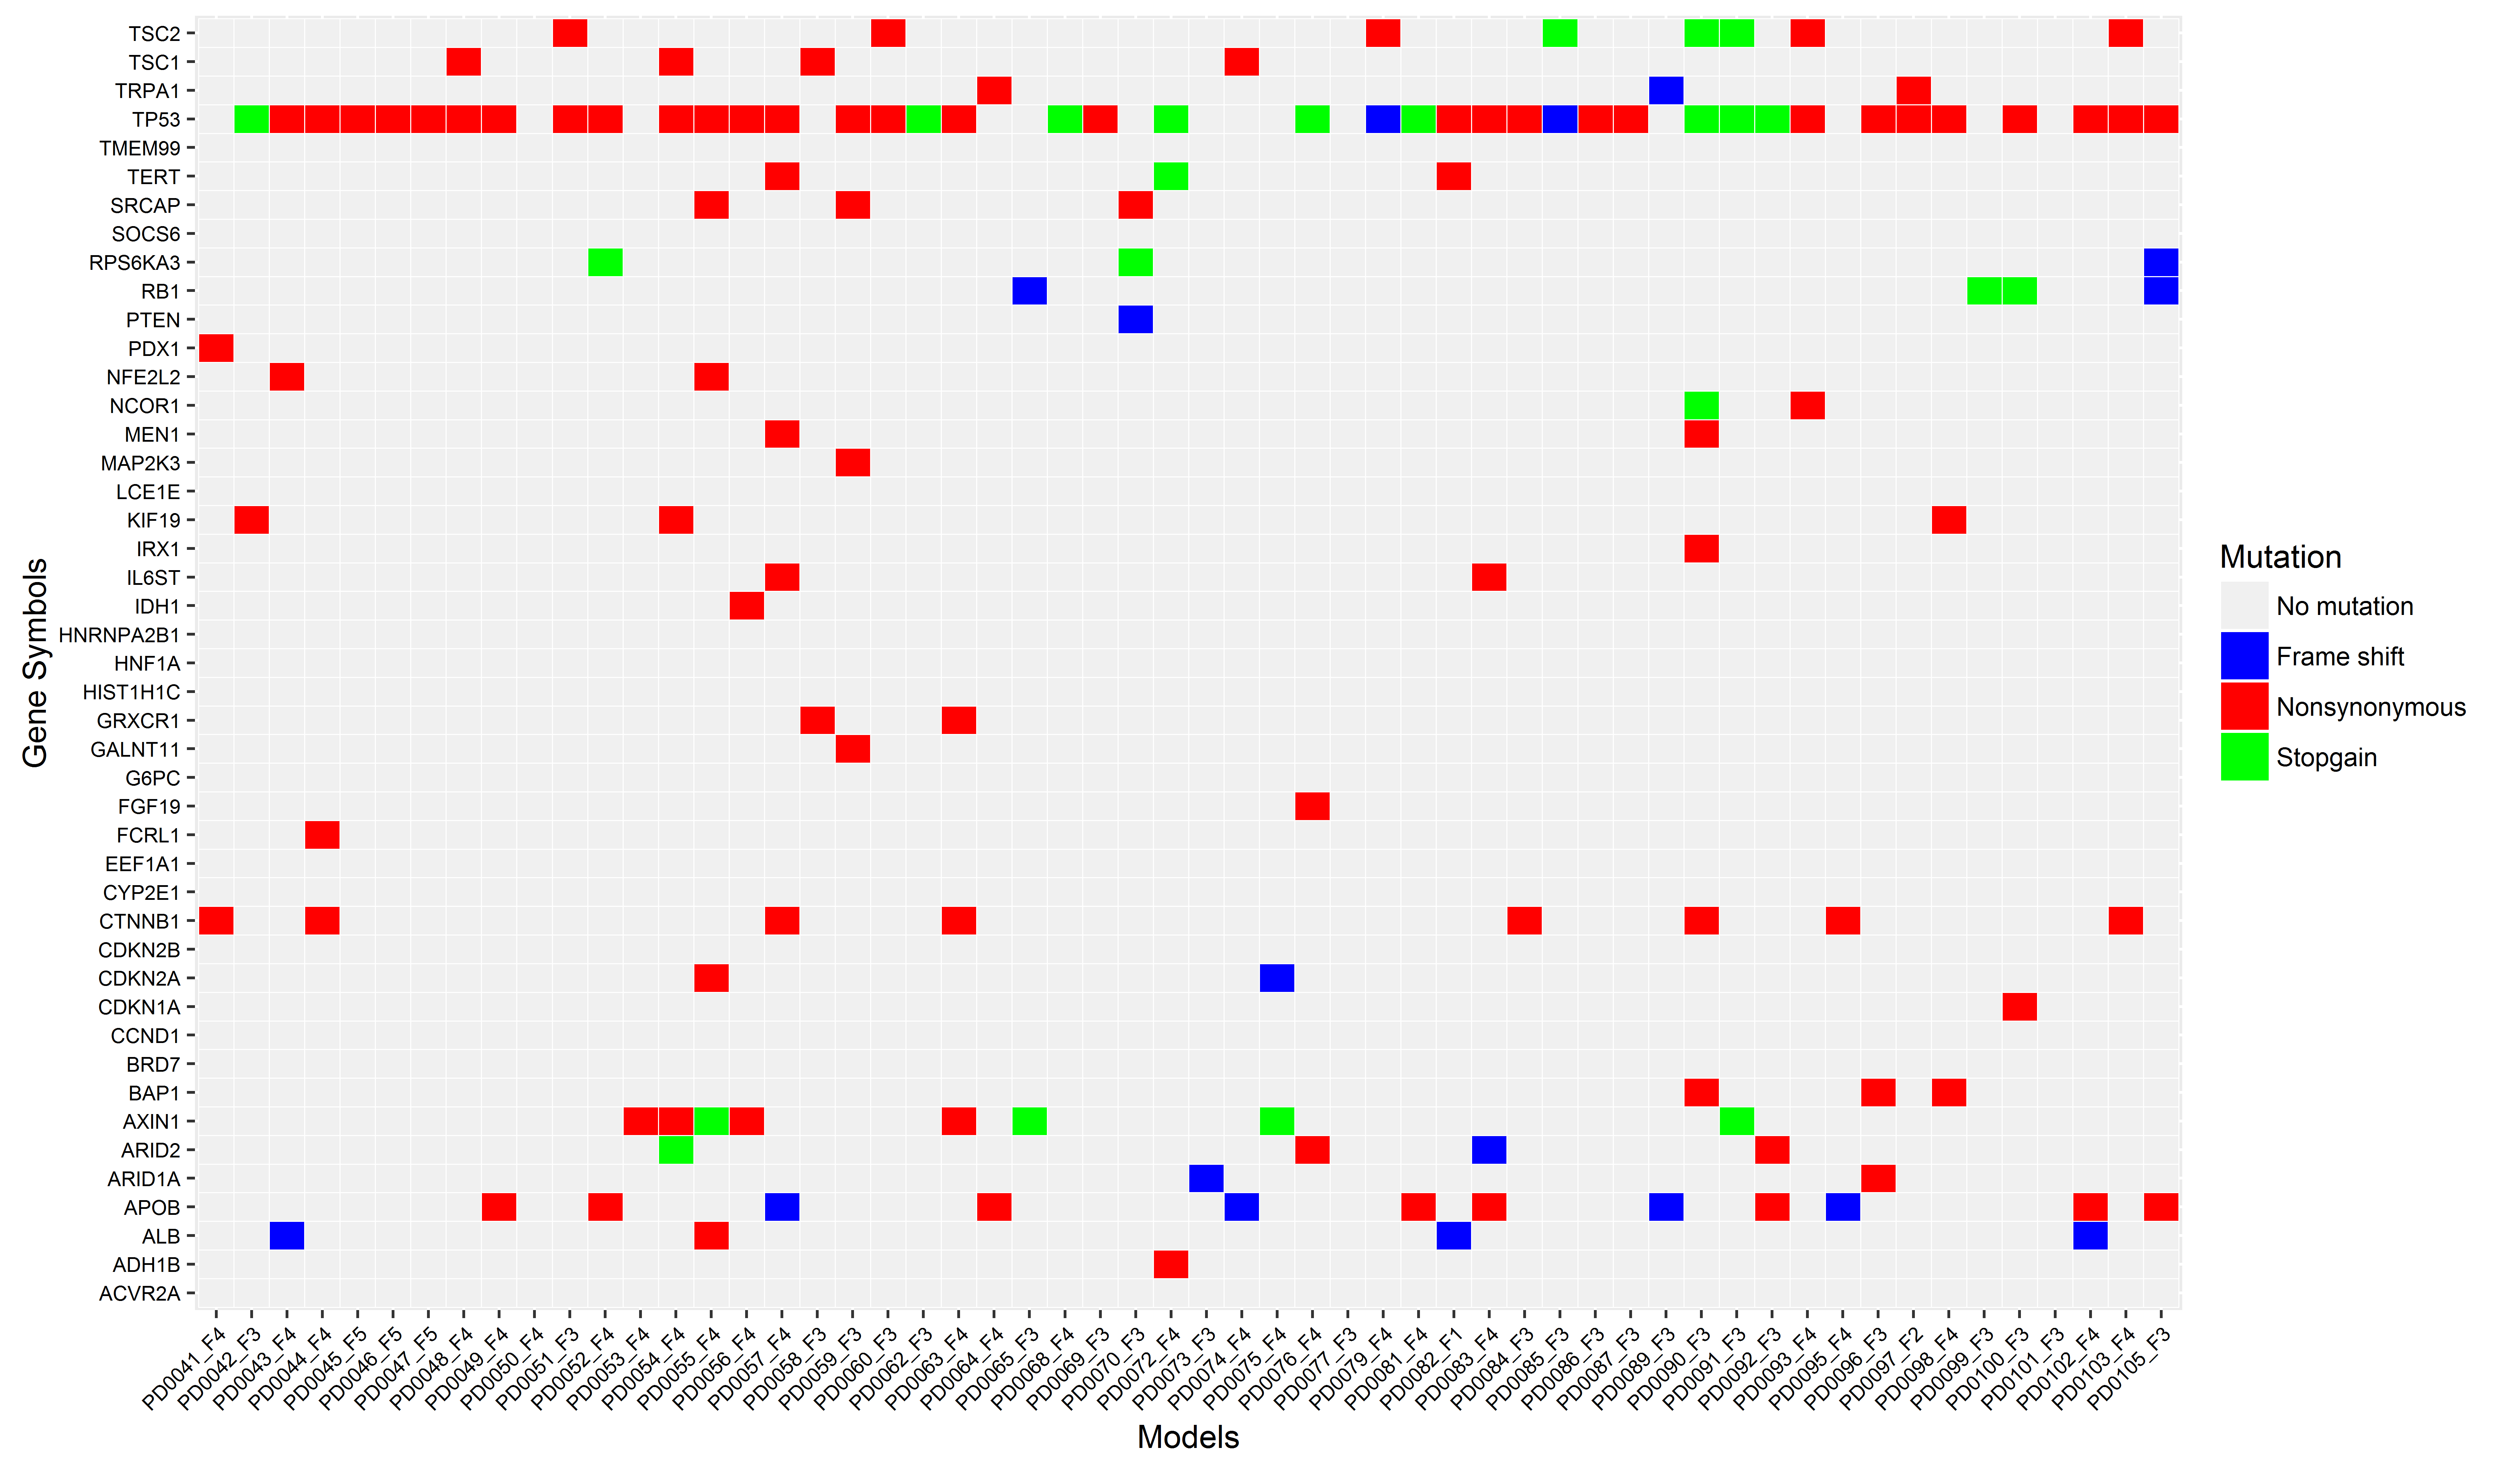 TSC2
TSC1
TRPA1
TP53
TMEM99
TERT
SRCAP
SOCS6
RPS6KA3
RB1
PTEN
PDX1
NFE2L2
NCOR1
MEN1
MAP2K3
LCE1E
KIF19
IRX1
IL6ST
IDH1
HNRNPA2B1
HNF1A
HIST1H1C
GRXCR1
GALNT11
G6PC
FGF19
FCRL1
EEF1A1
CYP2E1
CTNNB1
CDKN2B
CDKN2A
CDKN1A
CCND1
BRD7
BAP1
AXIN1
ARID2
ARID1A
APOB
ALB
ADH1B
ACVR2A
Gene Symbols
PD0041_F4
PD0042_F3
PD0043_F4
PD0044_F4
PD0045_F5
PD0046_F5
PD0047_F5
PD0048_F4
PD0049_F4
PD0050_F4
PD0051_F3
PD0052_F4
PD0053_F4
PD0054_F4
PD0055_F4
PD0056_F4
PD0057_F4
PD0058_F3
PD0059_F3
PD0060_F3
PD0062_F3
PD0063_F4
PD0064_F4
PD0065_F3
PD0068_F4
PD0069_F3
PD0070_F3
PD0072_F4
PD0073_F3
PD0074_F4
PD0075_F4
PD0076_F4
PD0077_F3
PD0079_F4
PD0081_F4
PD0082_F1
PD0083_F4
PD0084_F3
PD0085_F3
PD0086_F3
PD0087_F3
PD0089_F3
PD0090_F3
PD0091_F3
PD0092_F3
PD0093_F4
PD0095_F4
PD0096_F3
PD0097_F2
PD0098_F4
PD0099_F3
PD0100_F3
PD0101_F3
PD0102_F4
PD0103_F4
PD0105_F3
Models
Mutation
No mutation
Frame shift
Nonsynonymous
Stopgain